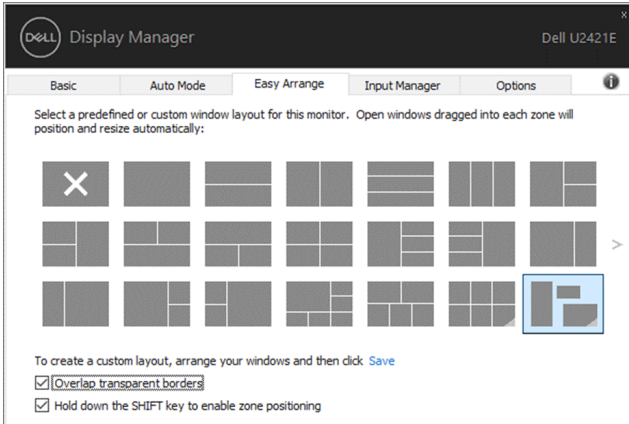 DELL Display Manager
Dell U2421E
Basic
Auto Mode
Easy Arrange
Input Manager
Options
Select a predefined or custom window layout for this monitor. Open windows dragged into each zone will
position and resize automatically:
To create a custom layout, arrange your windows and then click Save
Overlap transparent borders
Hold down the SHIFT key to enable zone positioning